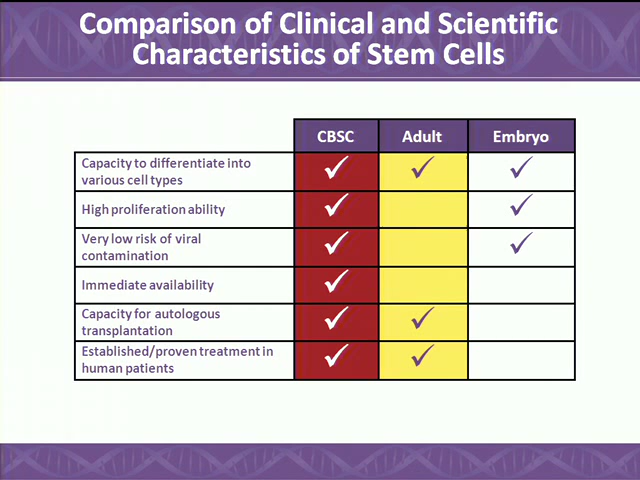 Comparison of Clinical and Scientific
Characteristics of Stem Cells
CBSC Adult Embryo
Capacity to differentiate into
various cell types
High proliferation ability
Very low risk of viral
contamination
Immediate availability
Capacity for autologous
transplantation
Established/proven treatment in
human patients